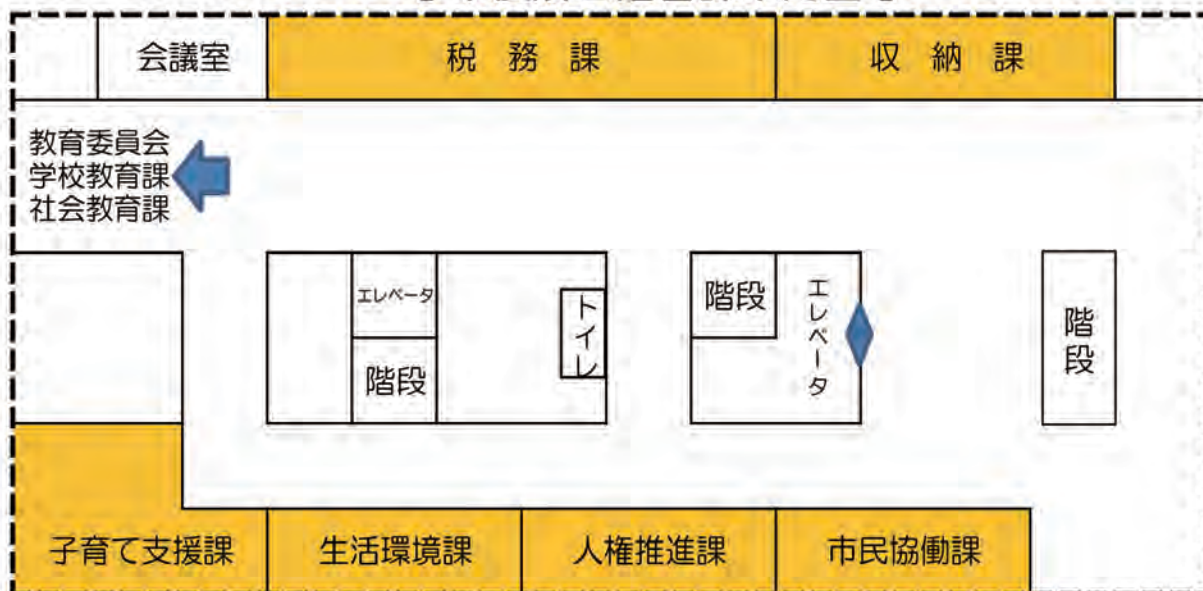 会議室
税務課
収納課
教育委員会
学校教育課
社会教育課
エレベータ
階段
トイレ
階段
エレベータ
階段
子育て支援課
生活環境課
人権推進課
市民協働課